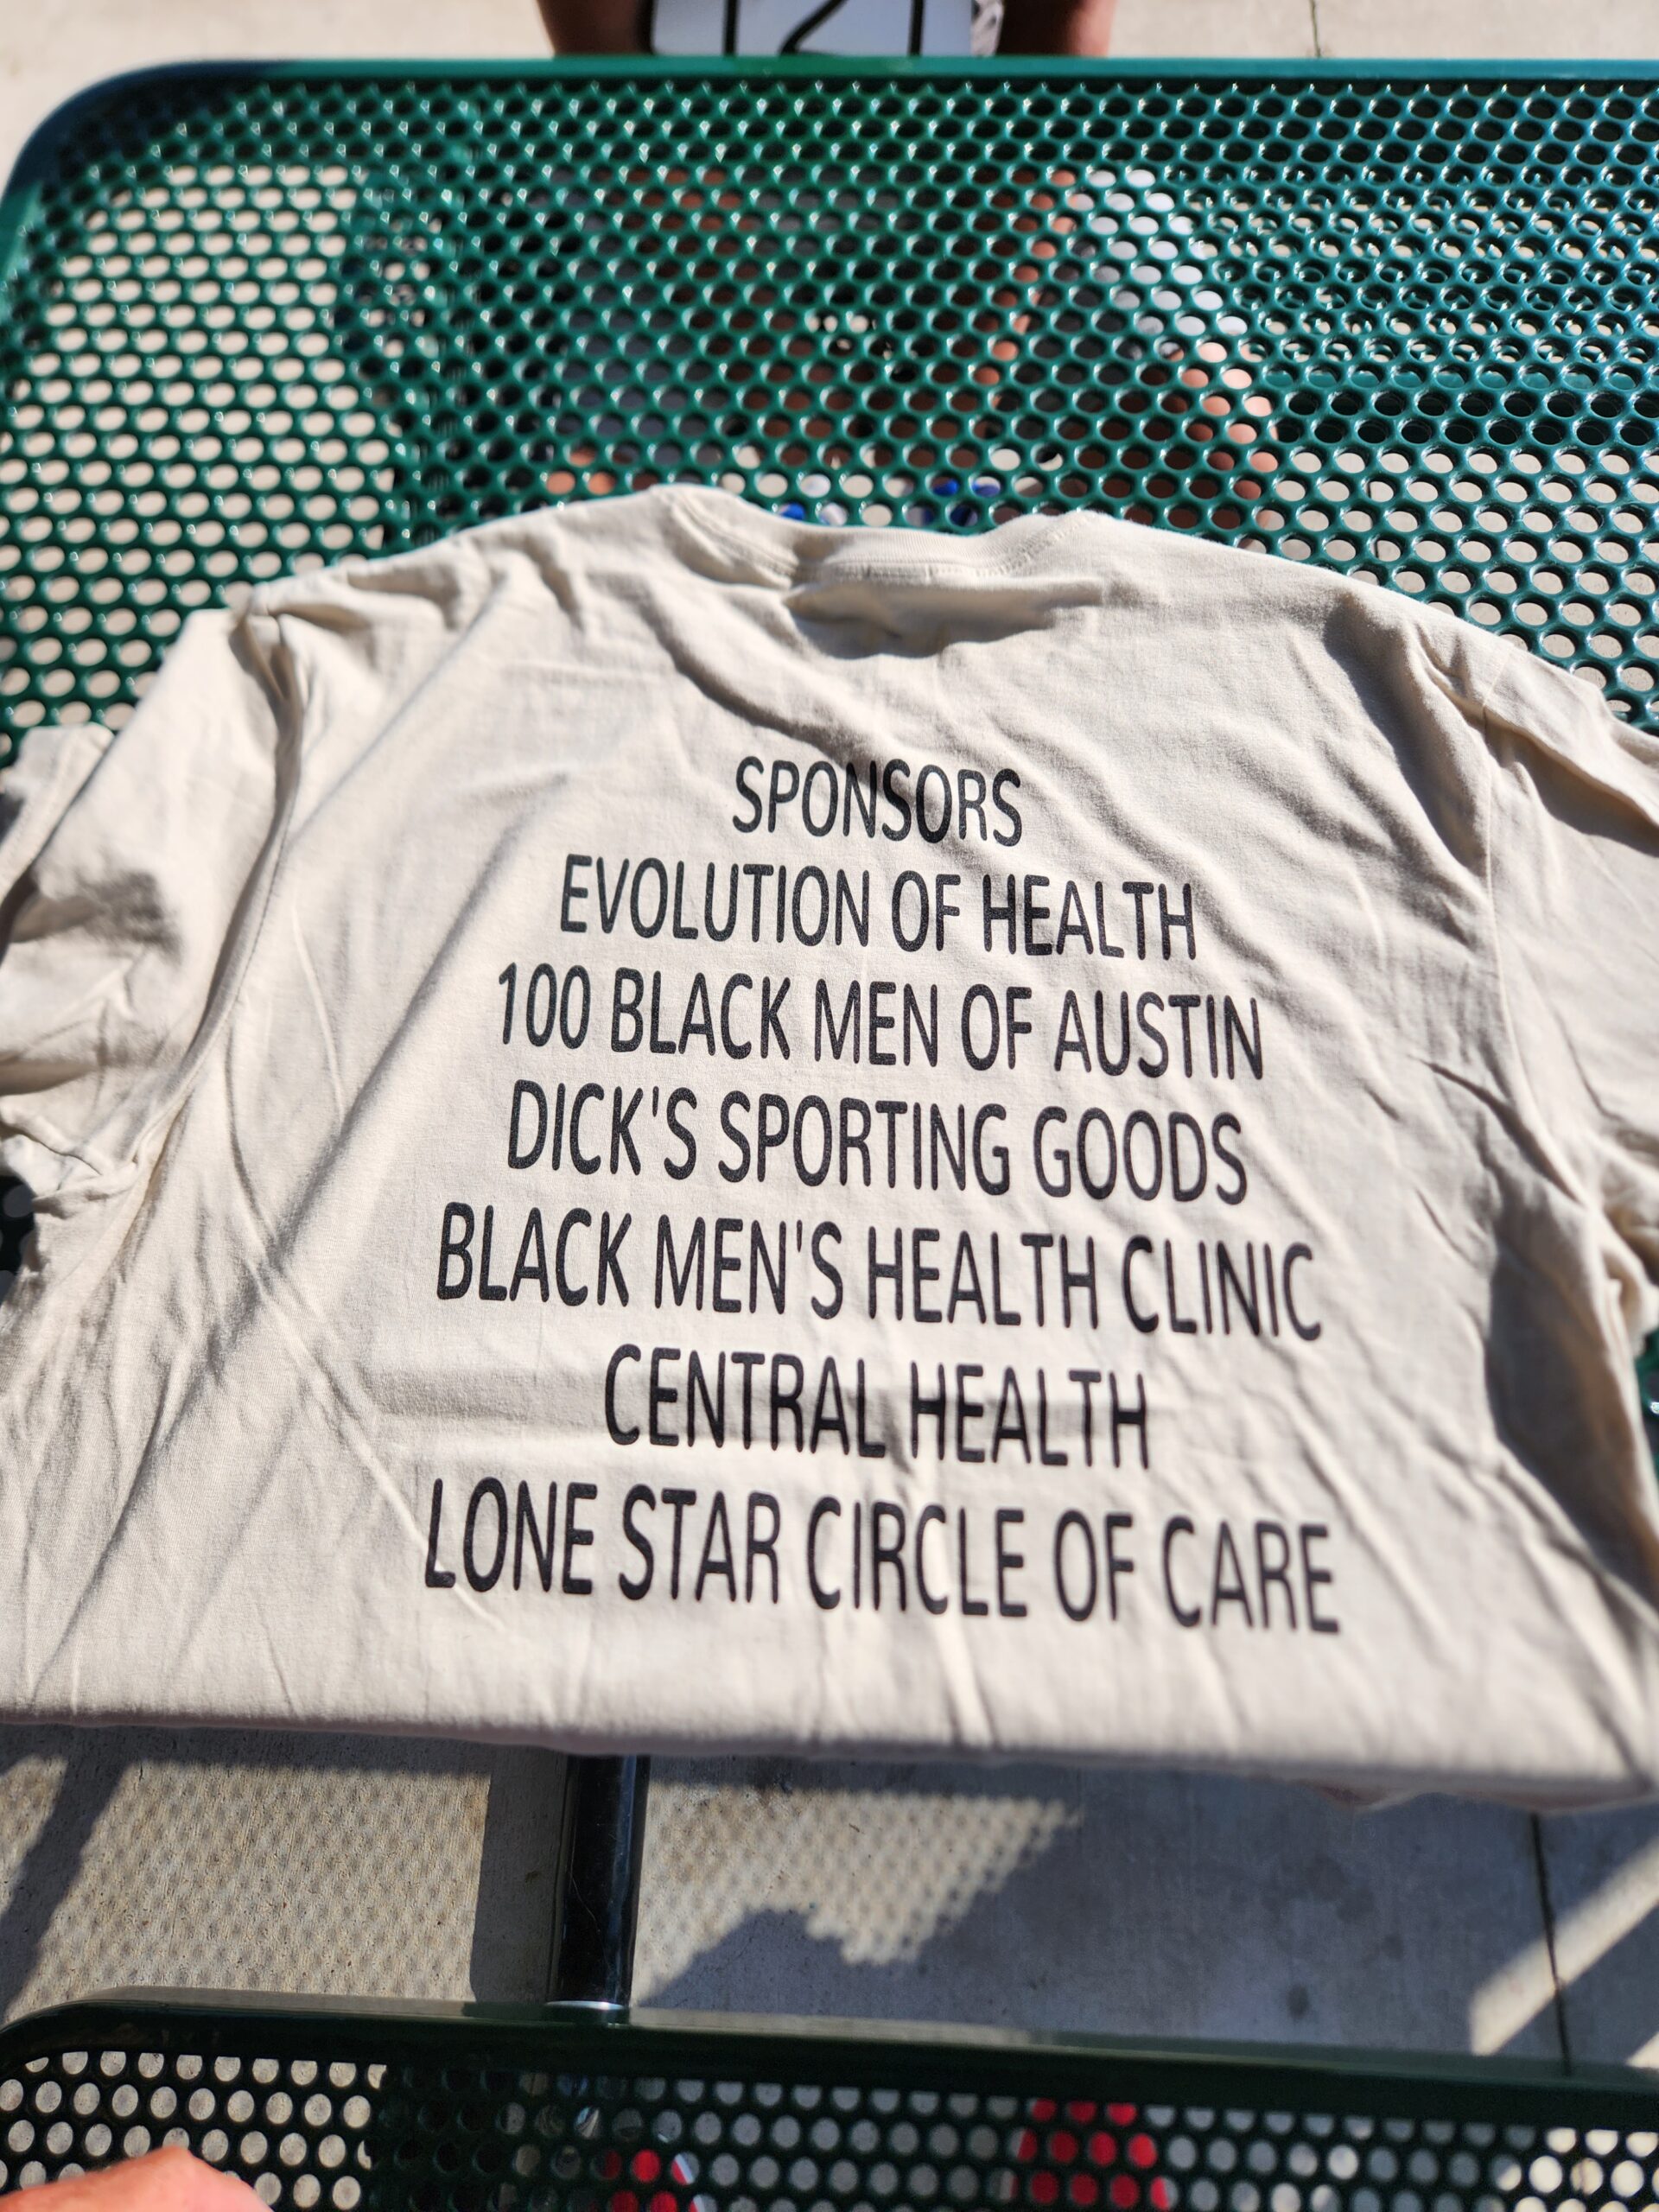 SPONSORS
EVOLUTION OF HEALTH
100 BLACK MEN OF AUSTIN
DICK'S SPORTING GOODS
BLACK MEN'S HEALTH CLINIC
CENTRAL HEALTH
LONE STAR CIRCLE OF CARE